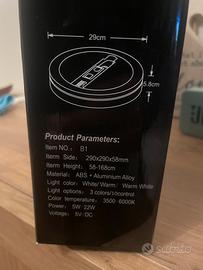 29cm
5.8cm
Product Parameters:
Item NO.: B1
Item Side: 290x290x58mm
Item Height: 58-168cm
Material: ABS + Aluminium Alloy
Light color: White/ Warm/ Warm White
Light options: 3 colors/10control
Color temperature: 3500 6000K
Power: 5W 22W
Voltage: 5V DC
subito